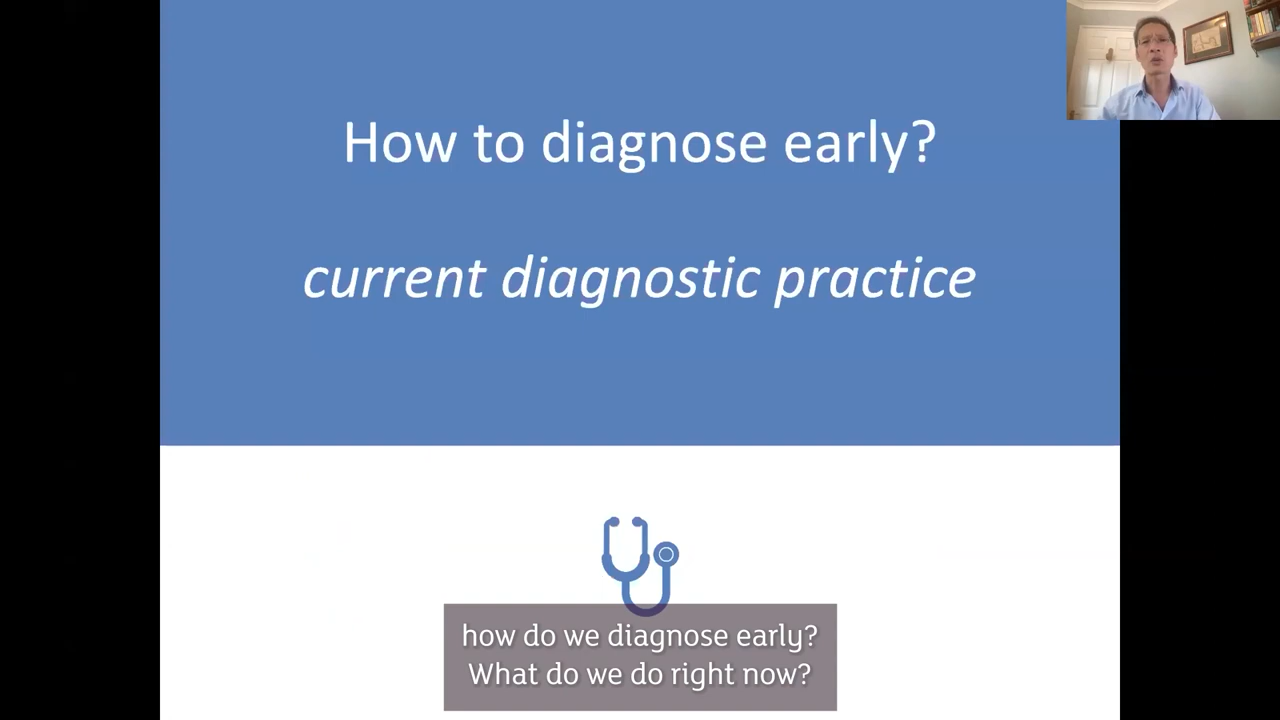 How to diagnose early?
current diagnostic practice
how do we diagnose early?
What do we do right now?